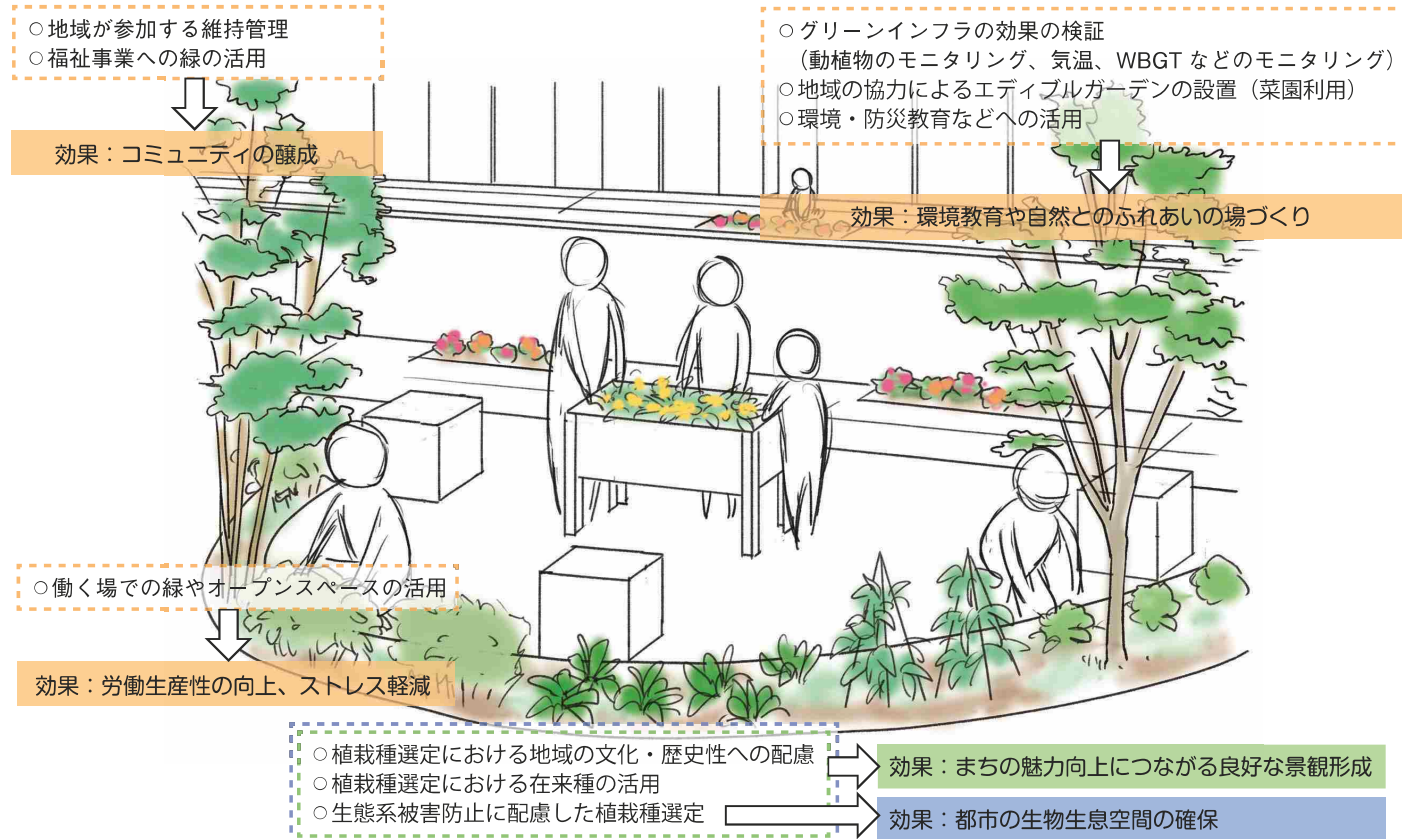 ○地域が参加する維持管理
○福祉事業への緑の活用
効果：コミュニティの醸成
○グリーンインフラの効果の検証
（動植物のモニタリング、気温、WBGT などのモニタリング）
○地域の協力によるエディブルガーデンの設置（菜園利用）
○環境・防災教育などへの活用
効果：環境教育や自然とのふれあいの場づくり
○働く場での緑やオープンスペースの活用
効果：労働生産性の向上、ストレス軽減
○植栽種選定における地域の文化・歴史性への配慮
○植栽種選定における在来種の活用
○生態系被害防止に配慮した植栽種選定
効果：まちの魅力向上につながる良好な景観形成
効果：都市の生物生息空間の確保